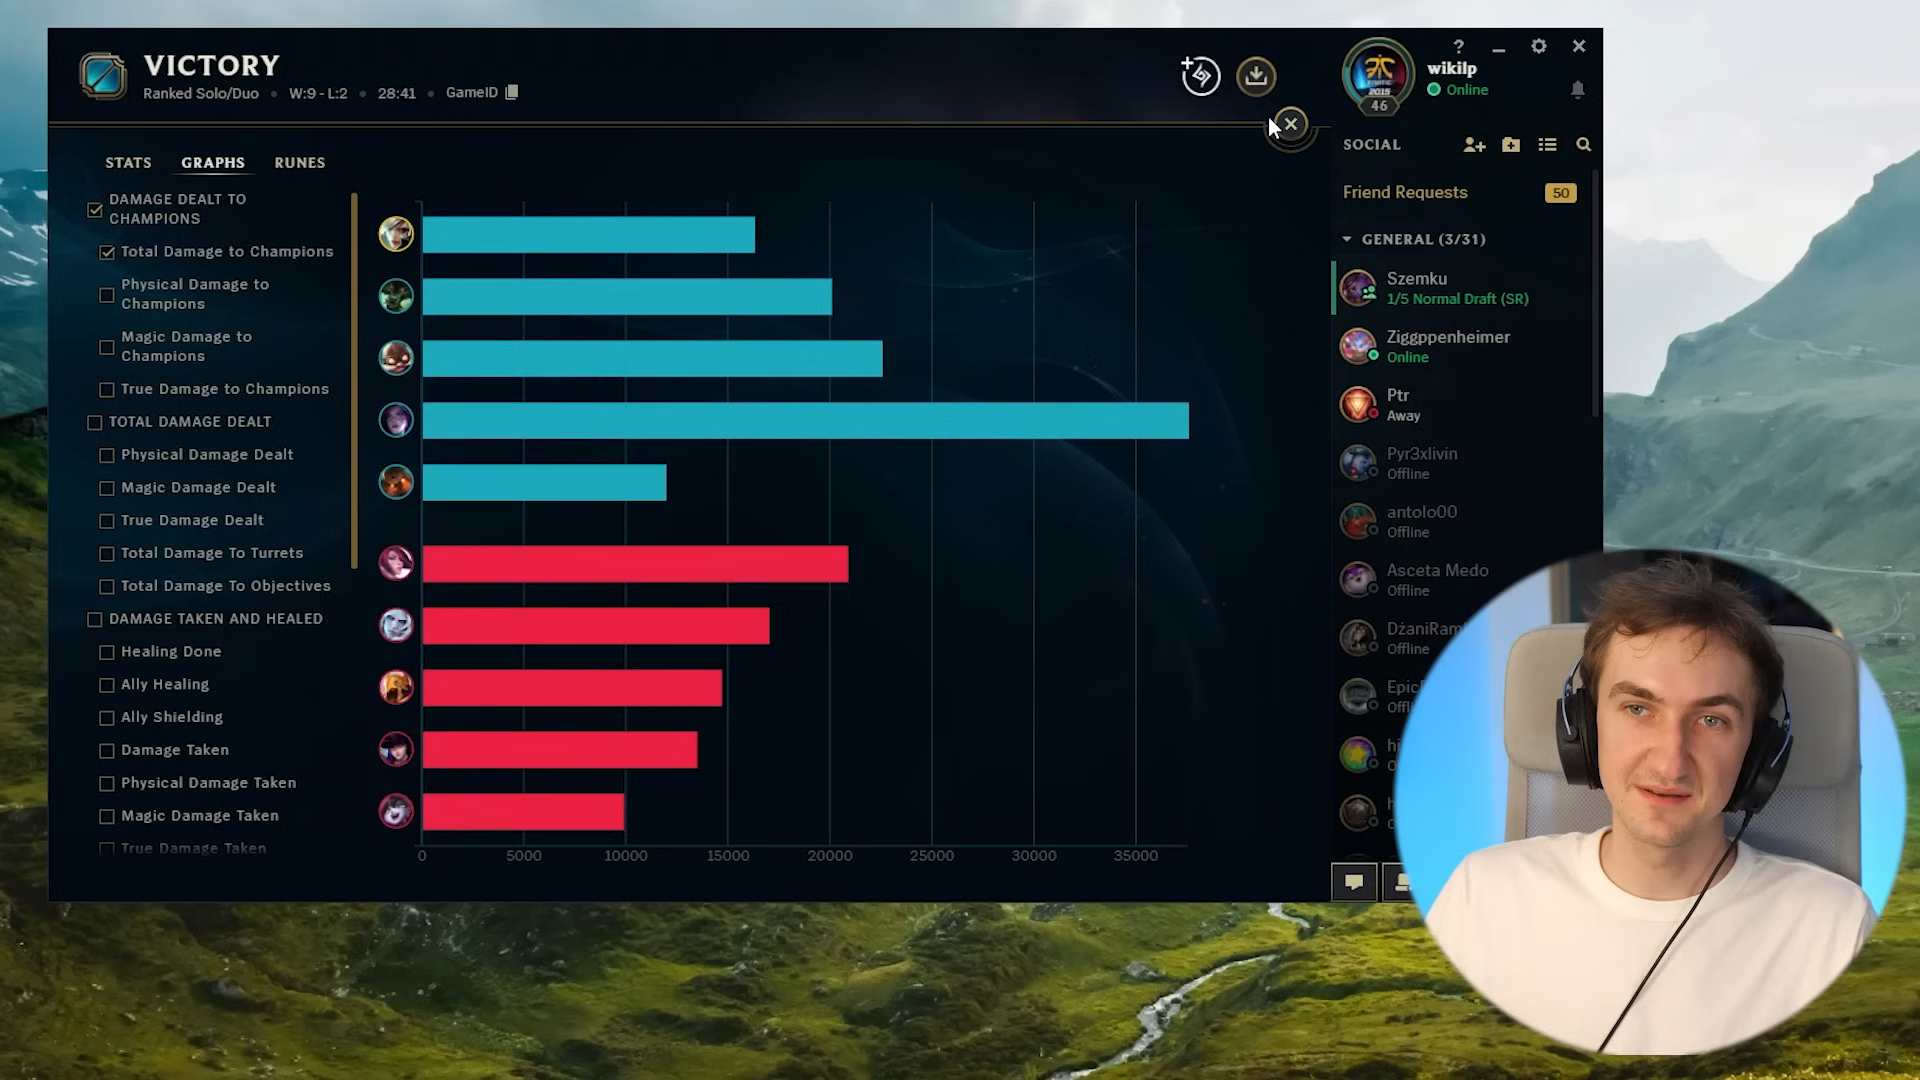 VICTORY
Ranked Solo/Duo • W:9 - L:2 • 28:41 • GameID
STATS GRAPHS RUNES
DAMAGE DEALT TO
CHAMPIONS
Total Damage to Champions
Physical Damage to
Champions
Magic Damage to
Champions
True Damage to Champions
TOTAL DAMAGE DEALT
Physical Damage Dealt
Magic Damage Dealt
True Damage Dealt
Total Damage To Turrets
Total Damage To Objectives
DAMAGE TAKEN AND HEALED
Healing Done
Ally Healing
Ally Shielding
Damage Taken
Physical Damage Taken
Magic Damage Taken
True Damage Taken
0 5000 10000 15000 20000 25000 30000 35000
2015
46
wikilp
Online
SOCIAL
Friend Requests 50
GENERAL (3/31)
Szemku
1/5 Normal Draft (SR)
Ziggppenheimer
Online
Ptr
Away
Pyr3xlivin
Offline
antolo00
Offline
Asceta Medo
Offline
DżaniRam
Offline